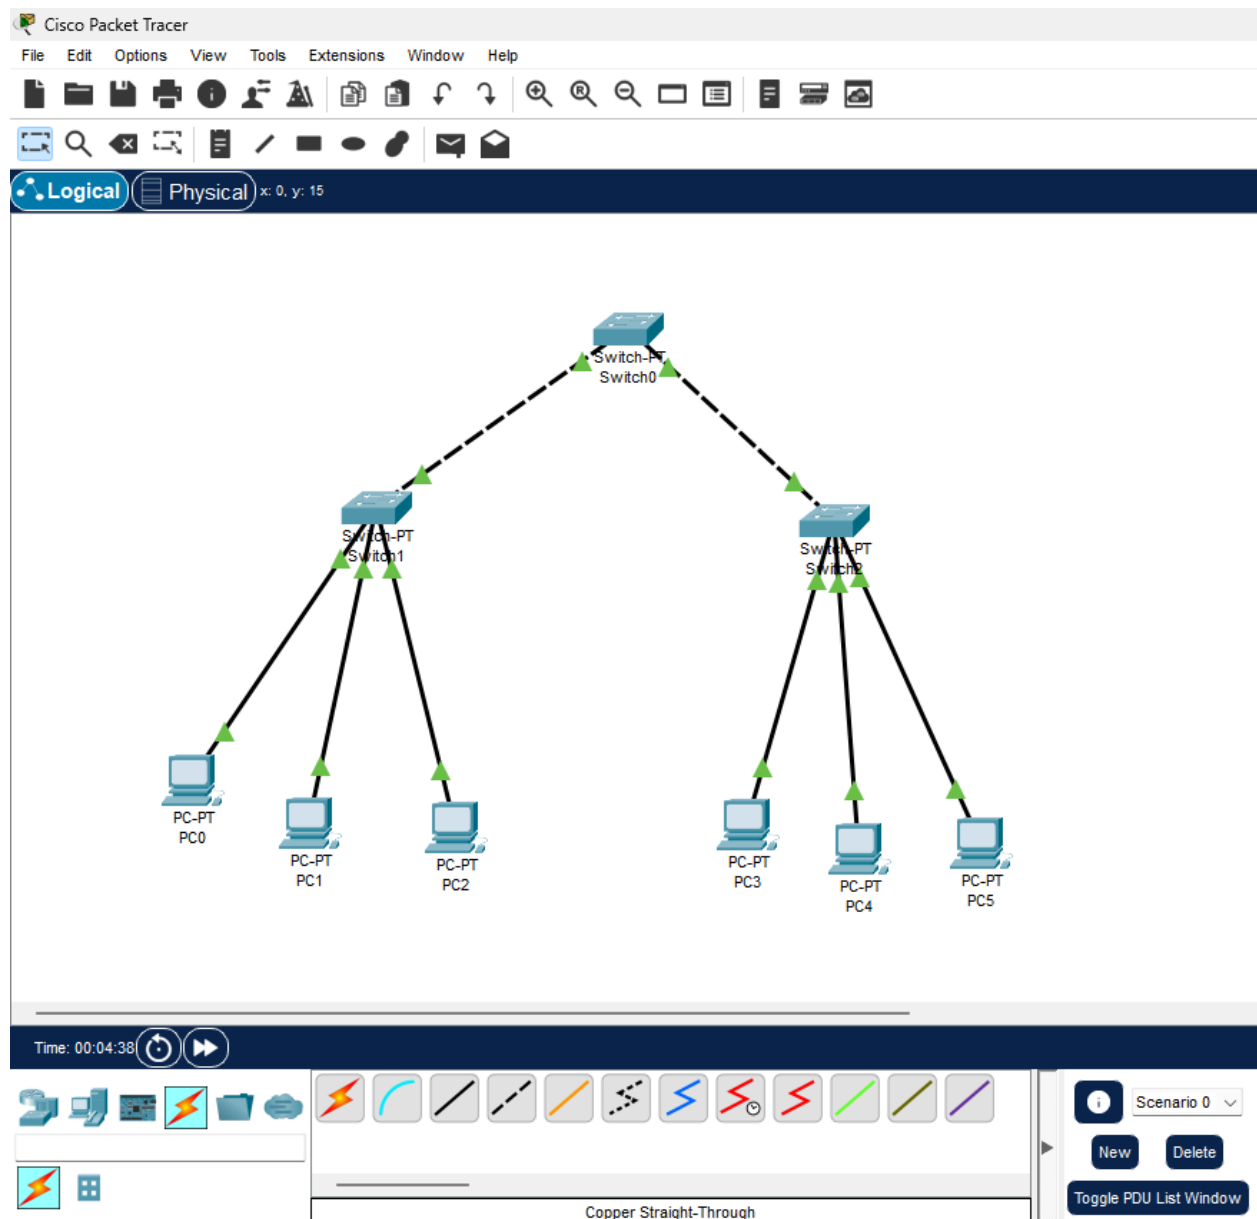 Cisco Packet Tracer
File Edit Options View Tools Extensions Window Help
Logical Physical x: 0, y: 15
Switch-PT
Switch0
Switch-PT
Switch1
Switch-PT
Switch2
PC-PT
PC0
PC-PT
PC1
PC-PT
PC2
PC-PT
PC3
PC-PT
PC4
PC-PT
PC5
Time: 00:04:38
Scenario 0
New Delete
Toggle PDU List Window
Copper Straight-Through